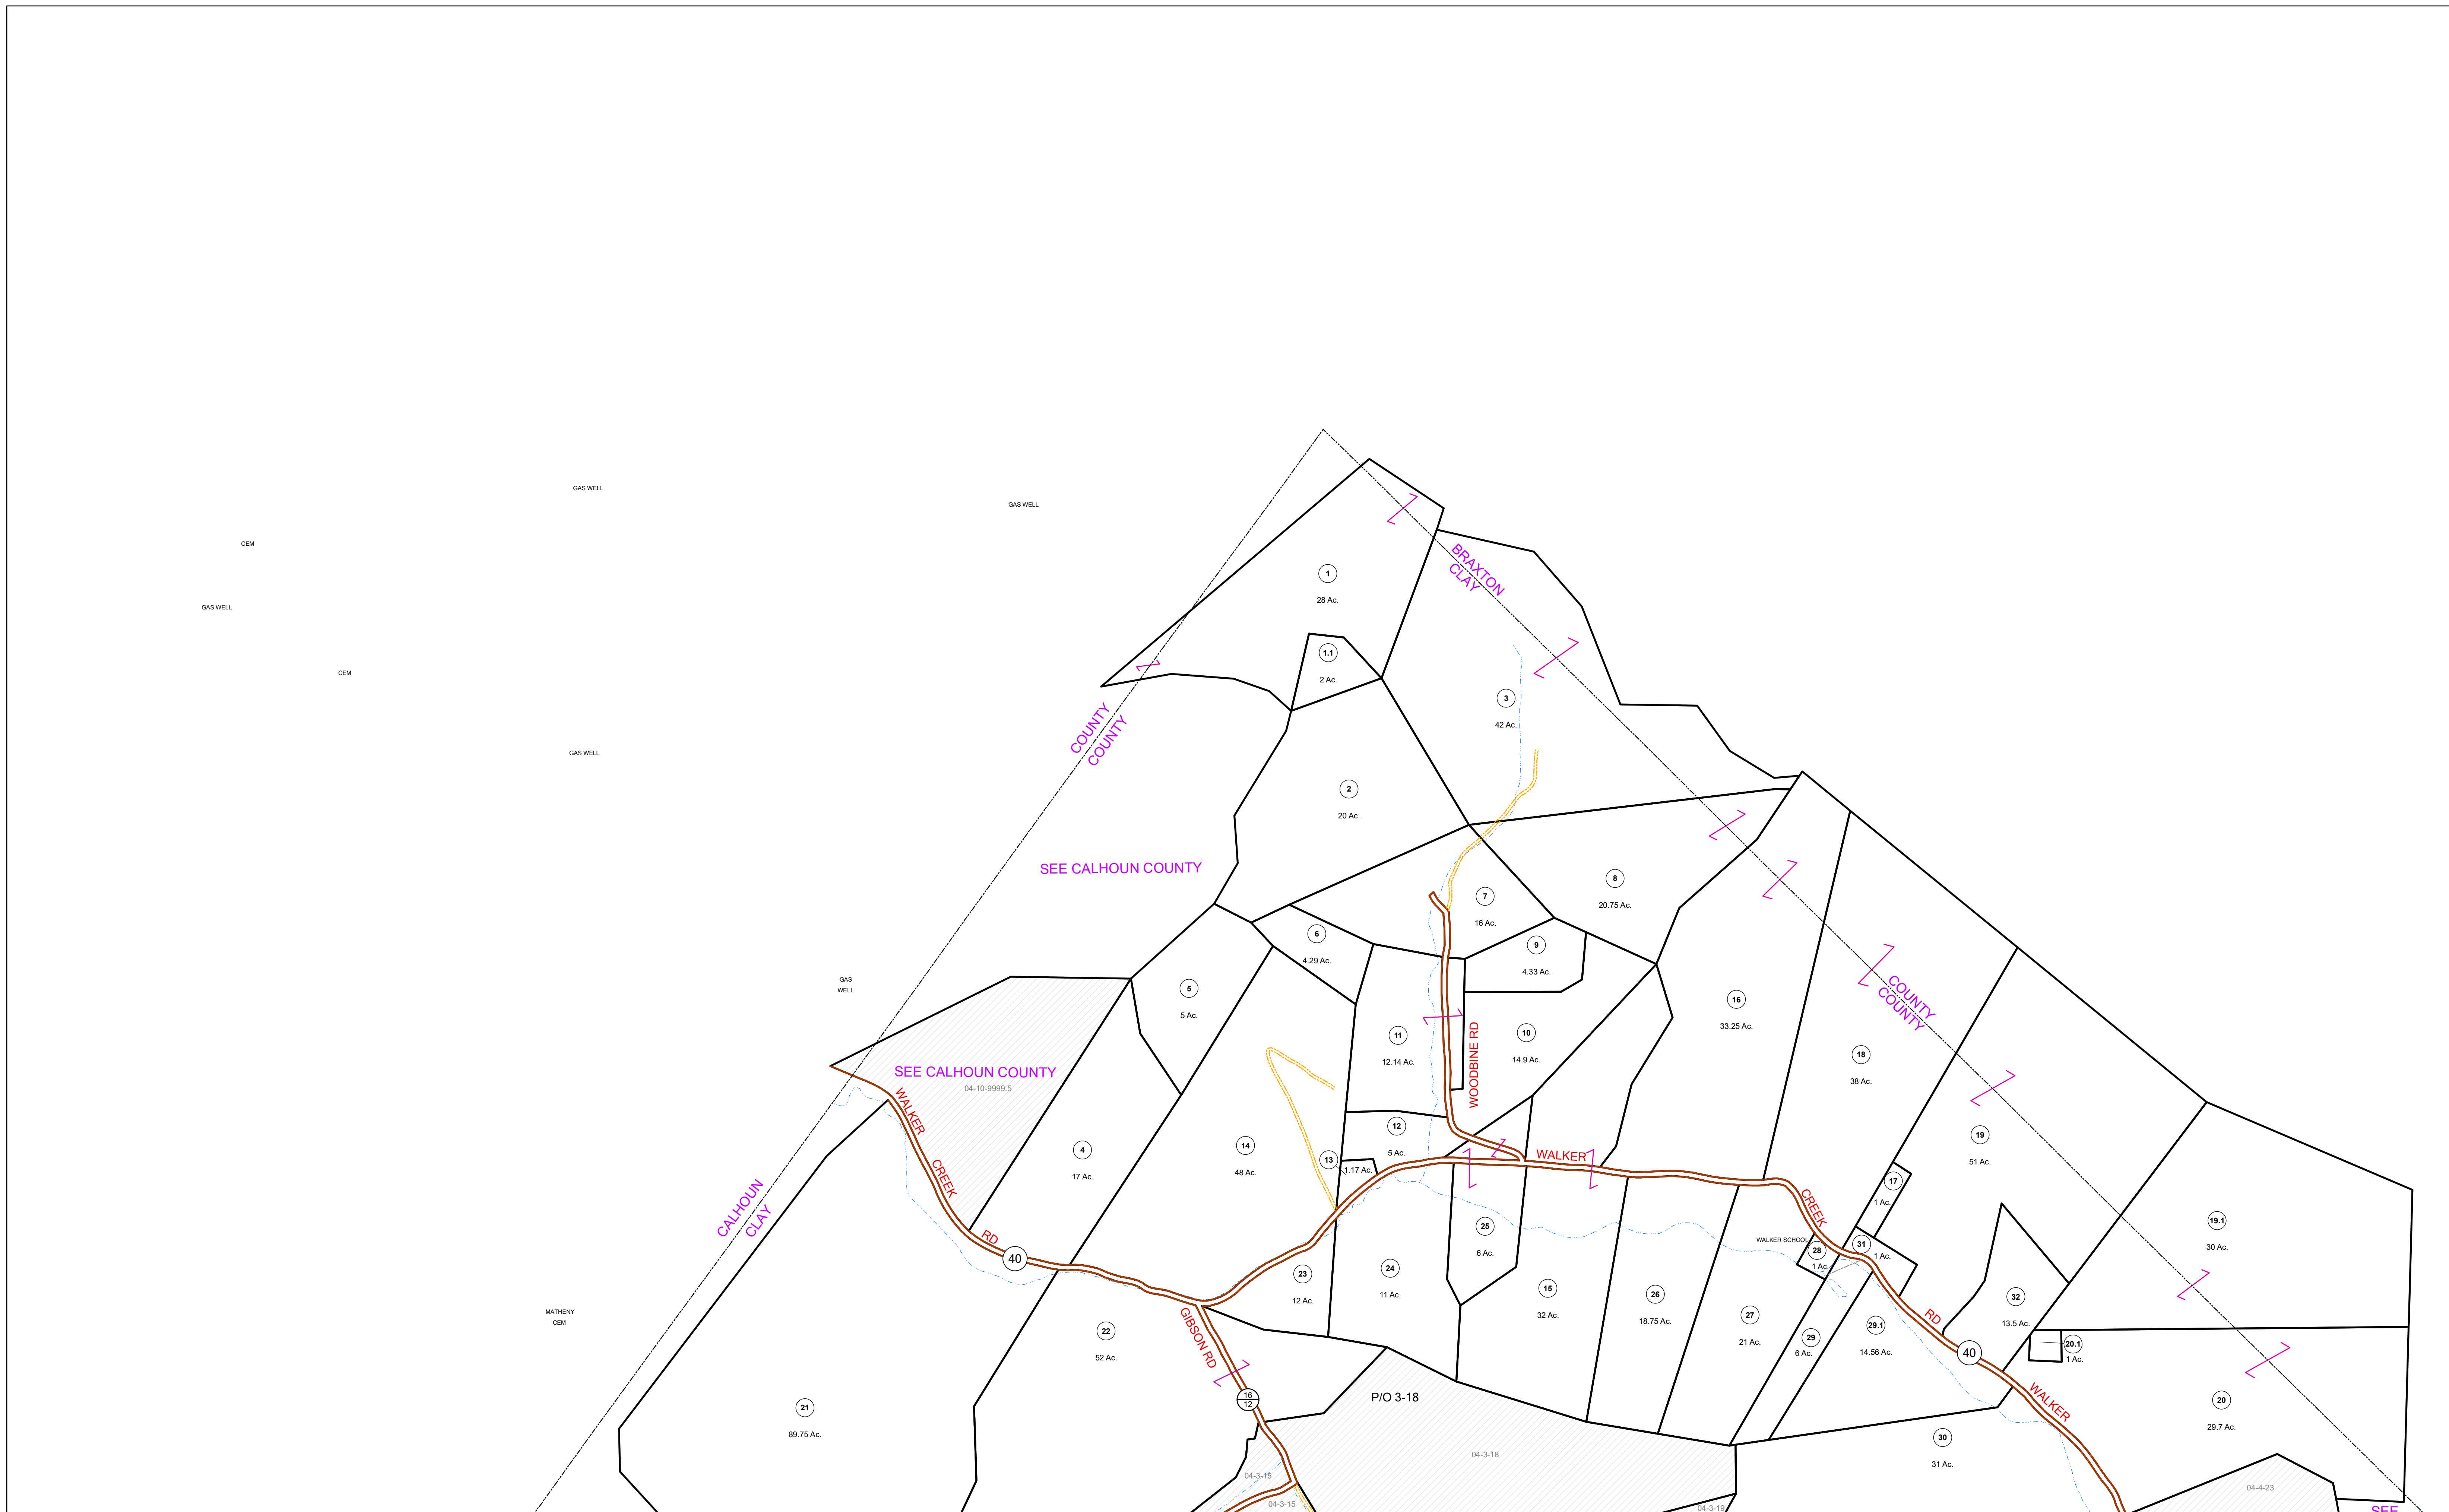 GAS WELL
GAS WELL
CEM
BRAXTON
CLAY
1
28 Ac.
GAS WELL
1.1
2 Ac.
CEM
3
42 Ac.
COUNTY
COUNTY
GAS WELL
2
20 Ac.
SEE CALHOUN COUNTY
8
20.75 Ac.
7
16 Ac.
6
4.29 Ac.
9
4.33 Ac.
GAS
WELL
5
5 Ac.
16
33.25 Ac.
COUNTY
COUNTY
11
12.14 Ac.
10
14.9 Ac.
WOODBINE RD
18
38 Ac.
SEE CALHOUN COUNTY
04-10-9999.5
WALKER
CREEK
RD
40
4
17 Ac.
14
48 Ac.
12
5 Ac.
13
1.17 Ac.
WALKER
CREEK
RD
19
51 Ac.
17
1 Ac.
CALHOUN
CLAY
25
6 Ac.
WALKER SCHOOL
28
1 Ac.
31
1 Ac.
19.1
30 Ac.
23
12 Ac.
24
11 Ac.
15
32 Ac.
26
18.75 Ac.
27
21 Ac.
29
6 Ac.
29.1
14.56 Ac.
32
13.5 Ac.
20.1
1 Ac.
40
WALKER
MATHENY
CEM
22
52 Ac.
GIBSON RD
16
12
P/O 3-18
21
89.75 Ac.
20
29.7 Ac.
30
31 Ac.
04-3-18
04-3-15
04-3-15
04-3-19
04-4-23
SEE